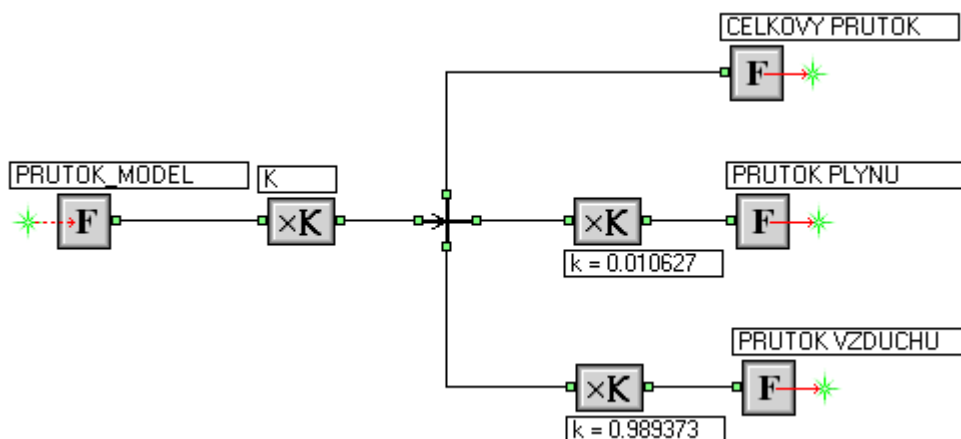 CELKOVY PRUTOK
F
PRUTOK_MODEL
K
PRUTOK PLYNU
F
×K
×K
F
k = 0.010627
PRUTOK VZDUCHU
×K
F
k = 0.989373